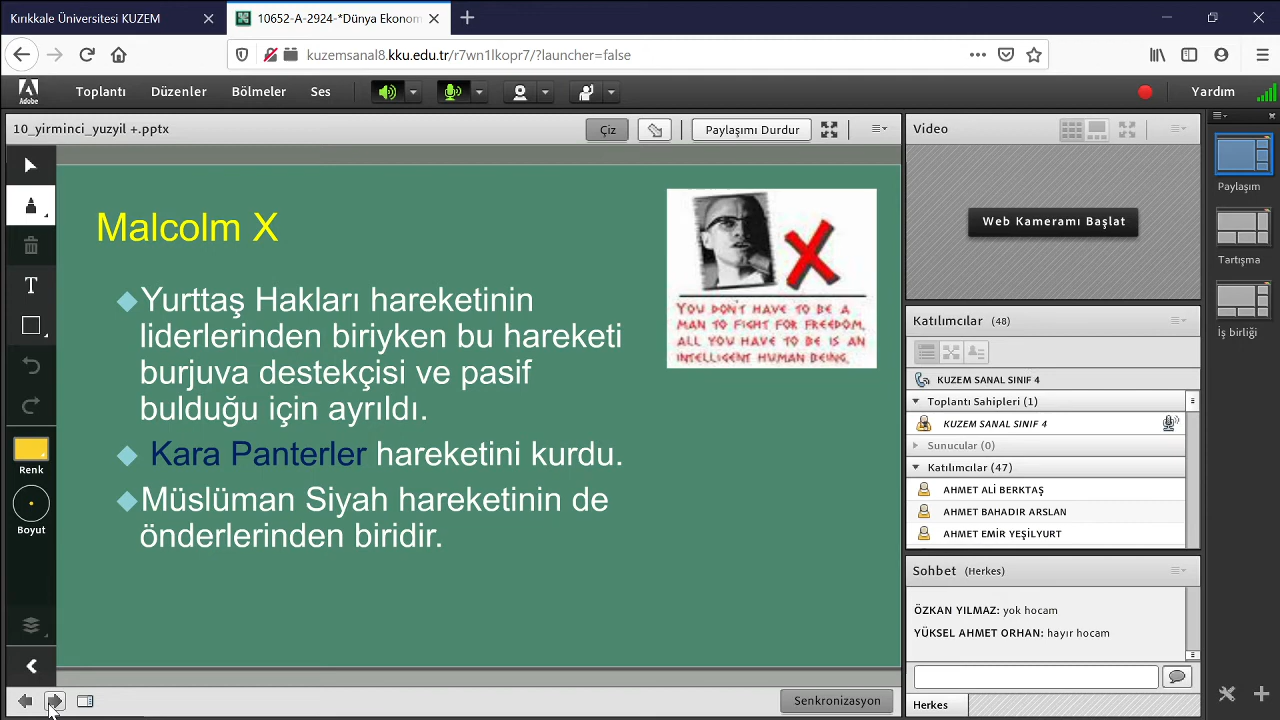 Kırıkkale Üniversitesi KUZEM
10652-A-2924-*Dünya Ekonom
kuzemsanal8.kku.edu.tr/r7wn1lkopr7/?launcher=false
Adobe
Toplantı Düzenler Bölmeler Ses Yardım
10_yirminci_yuzyil +.pptx
Çiz
Paylaşımı Durdur
Renk
Boyut
Malcolm X
Yurttaş Hakları hareketinin
liderlerinden biriyken bu hareketi
burjuva destekçisi ve pasif
bulduğu için ayrıldı.
Kara Panterler hareketini kurdu.
Müslüman Siyah hareketinin de
önderlerinden biridir.
X
YOU DON'T HAVE TO BE A
MAN TO FIGHT FOR FREEDOM,
ALL YOU HAVE TO BE IS AN
INTELLIGENT HUMAN BEING.
Senkronizasyon
Video
Web Kameramı Başlat
Katılımcılar (48)
KUZEM SANAL SINIF 4
Toplantı Sahipleri (1)
KUZEM SANAL SINIF 4
Sunucular (0)
Katılımcılar (47)
AHMET ALİ BERKTAŞ
AHMET BAHADIR ARSLAN
AHMET EMİR YEŞİLYURT
Sohbet (Herkes)
ÖZKAN YILMAZ: yok hocam
YÜKSEL AHMET ORHAN: hayır hocam
Herkes
Paylaşım
Tartışma
İş birliği